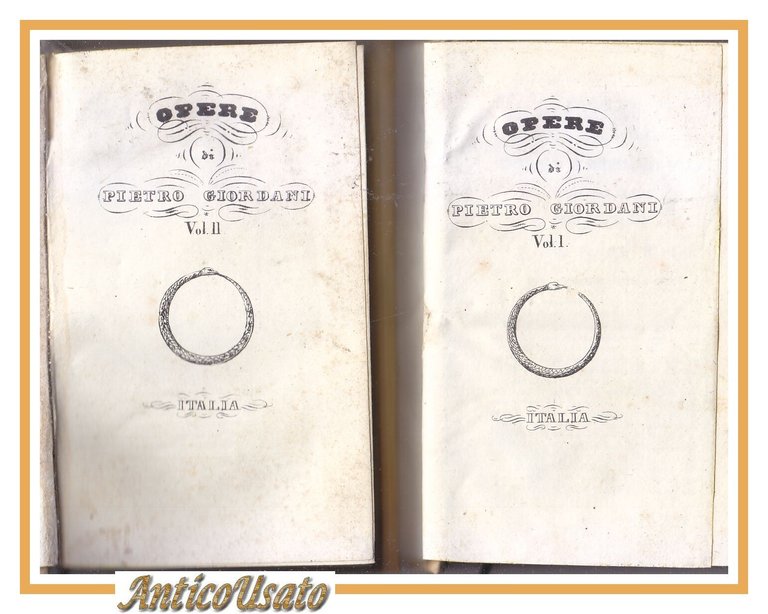 OPERE
di
PIETRO GIORDANI
Vol. II
ITALIA
OPERE
di
PIETRO GIORDANI
Vol. I.
ITALIA
AnticoUsato